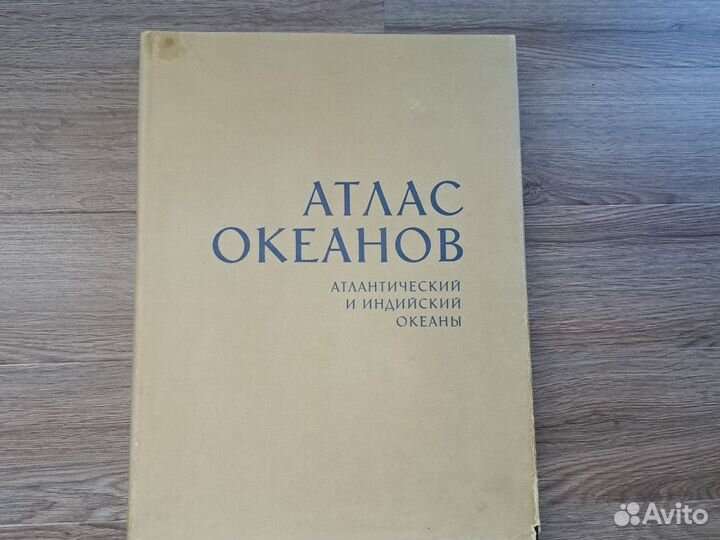 АТЛАС
ОКЕАНОВ
АТЛАНТИЧЕСКИЙ
И ИНДИЙСКИЙ
ОКЕАНЫ
Avito